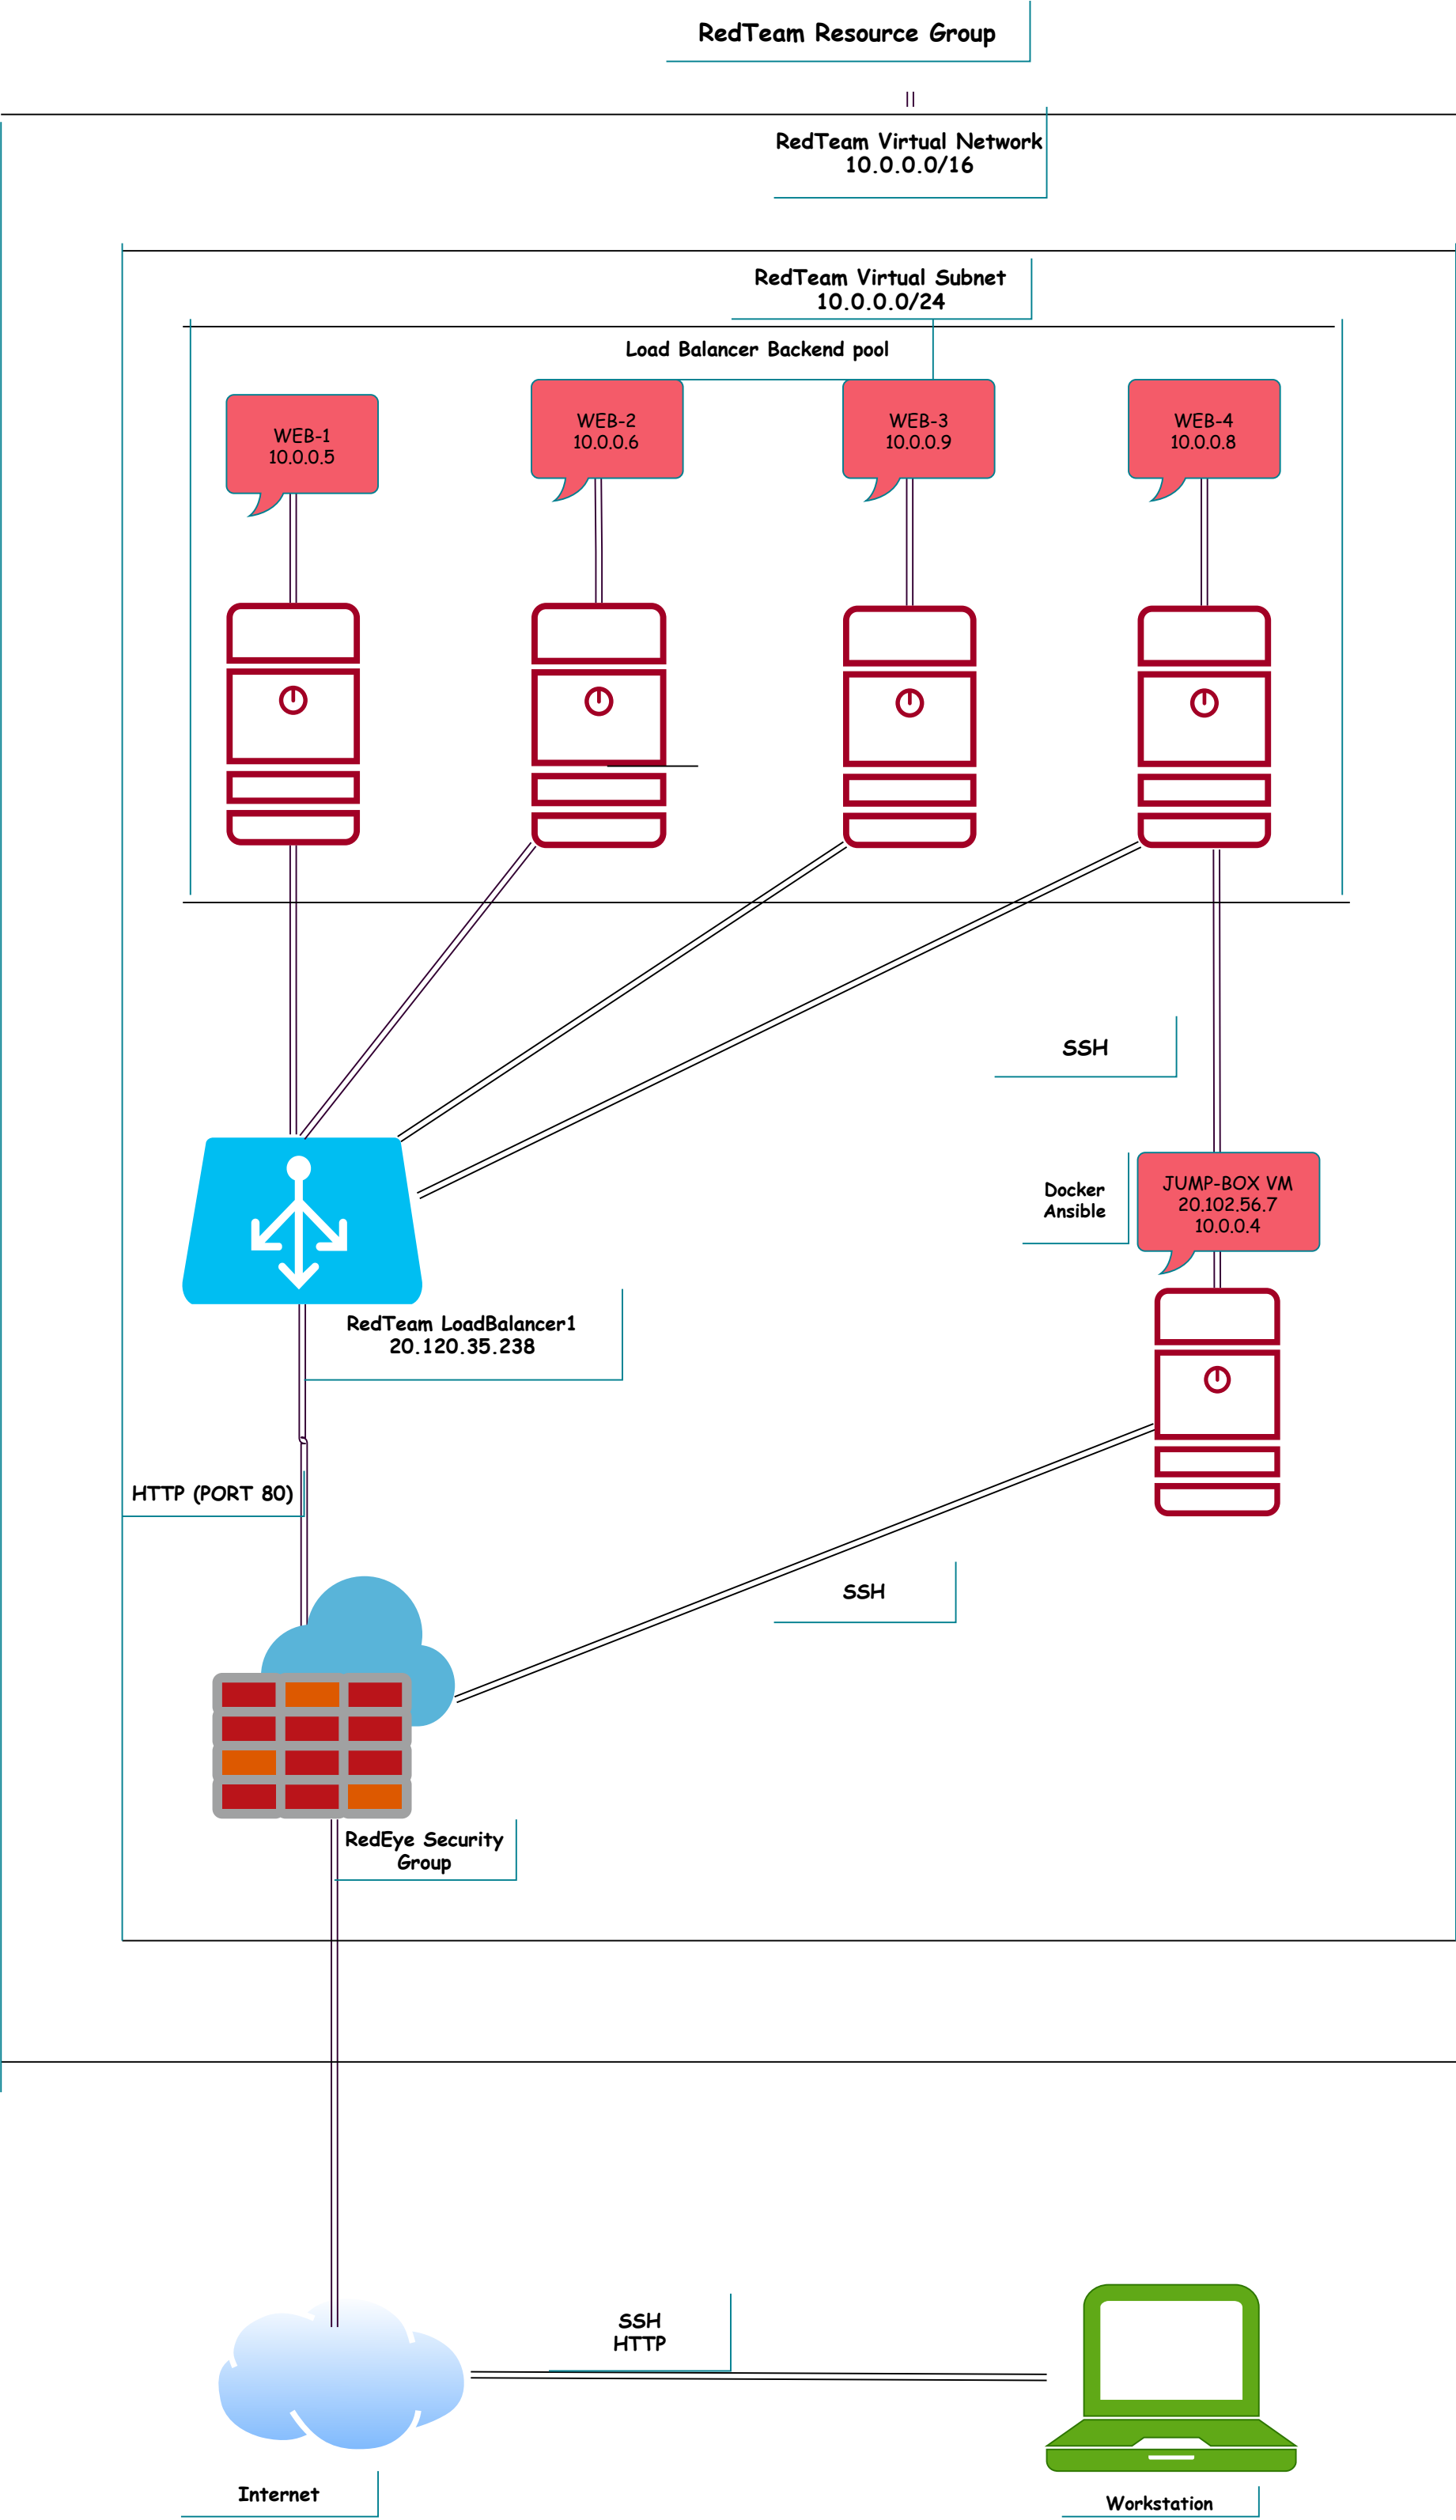 RedTeam Resource Group
RedTeam Virtual Network
10.0.0.0/16
RedTeam Virtual Subnet
10.0.0.0/24
Load Balancer Backend pool
WEB-1
10.0.0.5
WEB-2
10.0.0.6
WEB-3
10.0.0.9
WEB-4
10.0.0.8
SSH
Docker
Ansible
JUMP-BOX VM
20.102.56.7
10.0.0.4
RedTeam LoadBalancer1
20.120.35.238
HTTP (PORT 80)
SSH
RedEye Security
Group
SSH
HTTP
Internet
Workstation